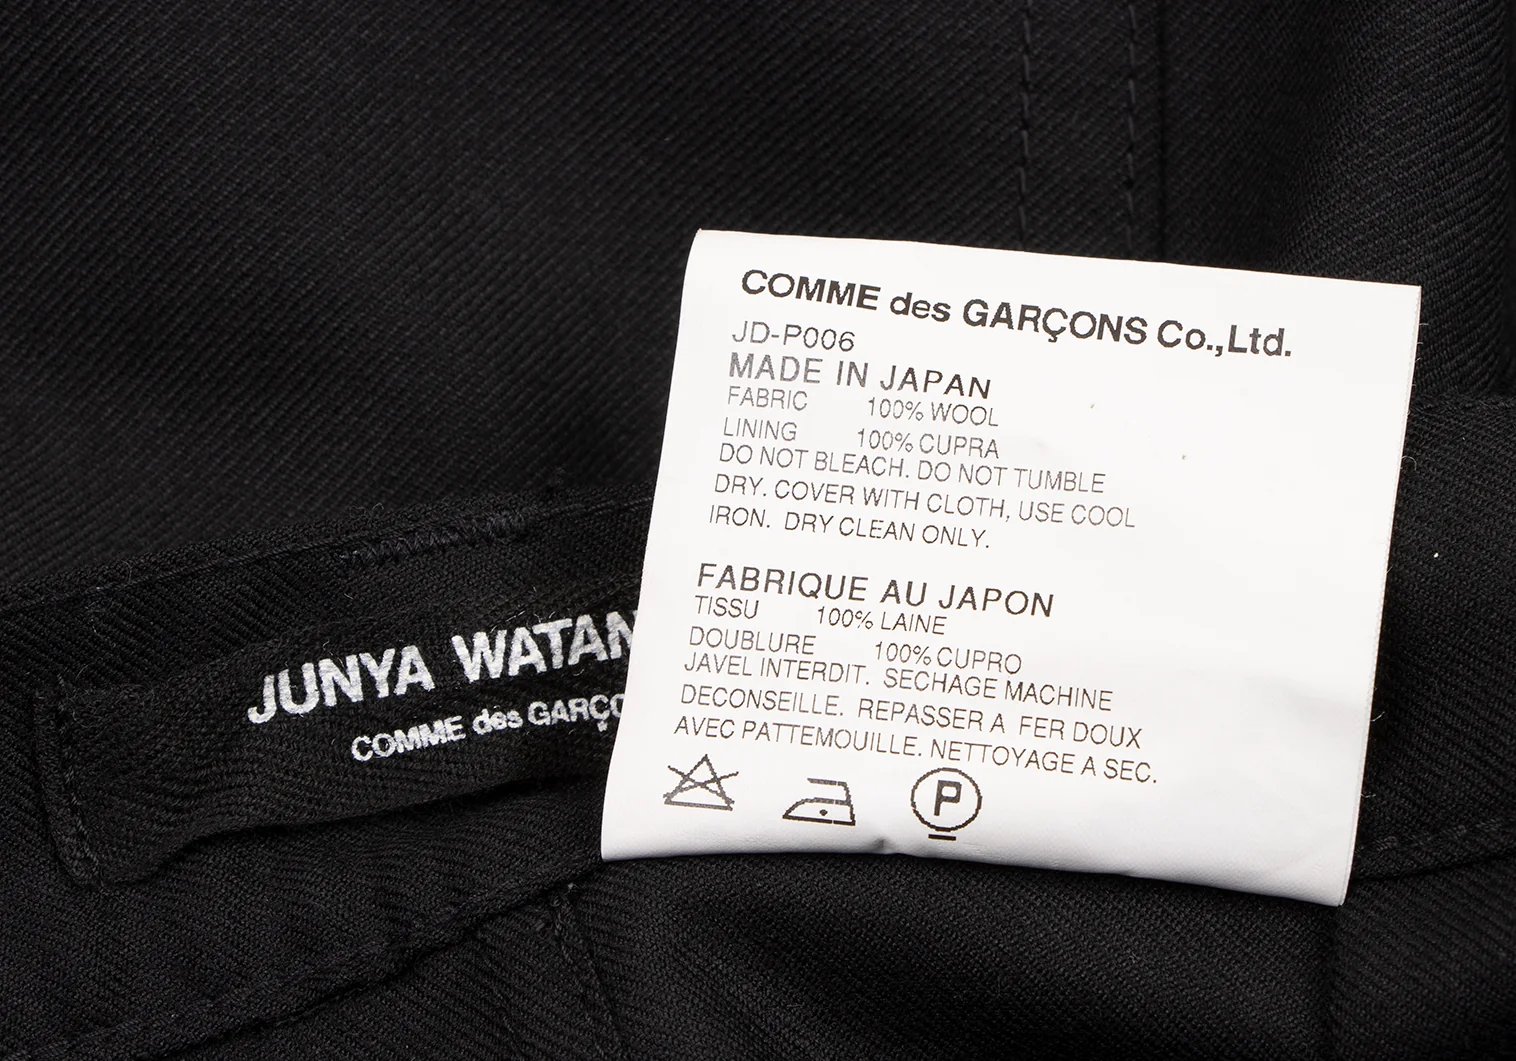 COMME des GARÇONS Co.,Ltd.
JD-P006
MADE IN JAPAN
FABRIC 100% WOOL
LINING 100% CUPRA
DO NOT BLEACH. DO NOT TUMBLE
DRY. COVER WITH CLOTH, USE COOL
IRON. DRY CLEAN ONLY.
FABRIQUE AU JAPON
TISSU 100% LAINE
DOUBLURE 100% CUPRO
JAVEL INTERDIT. SECHAGE MACHINE
DECONSEILLE. REPASSER A FER DOUX
AVEC PATTEMOUILLE. NETTOYAGE A SEC.
P
JUNYA WATAN
COMME des GARÇO